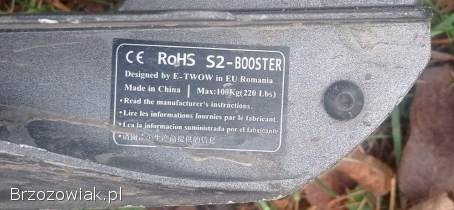 CE RoHS S2-BOOSTER
Designed by E-TWOW in EU Romania
Made in China | Max:100Kg(220 Lbs)
•Read the manufacturer's instructions.
•Lire les informations fournies par le fabricant.
•Lea la informacion suministrada por el fabricante
Brzozowiak.pl